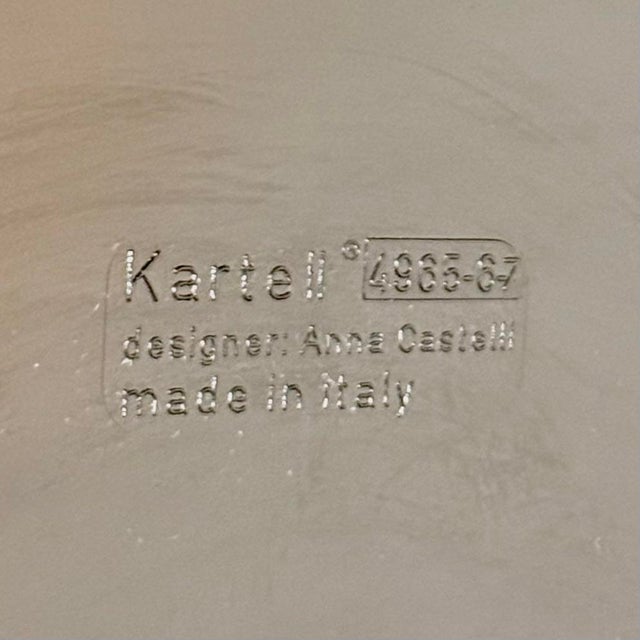 Kartell® 4965-67
designer: Anna Castelli
made in Italy